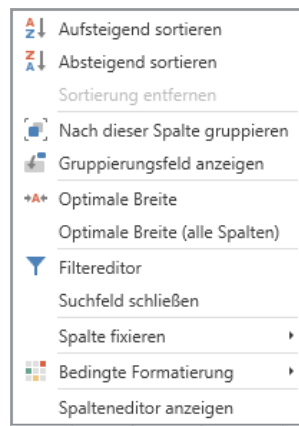 Aufsteigend sortieren
Absteigend sortieren
Sortierung entfernen
Nach dieser Spalte gruppieren
Gruppierungsfeld anzeigen
Optimale Breite
Optimale Breite (alle Spalten)
Filtereditor
Suchfeld schließen
Spalte fixieren
Bedingte Formatierung
Spalteneditor anzeigen